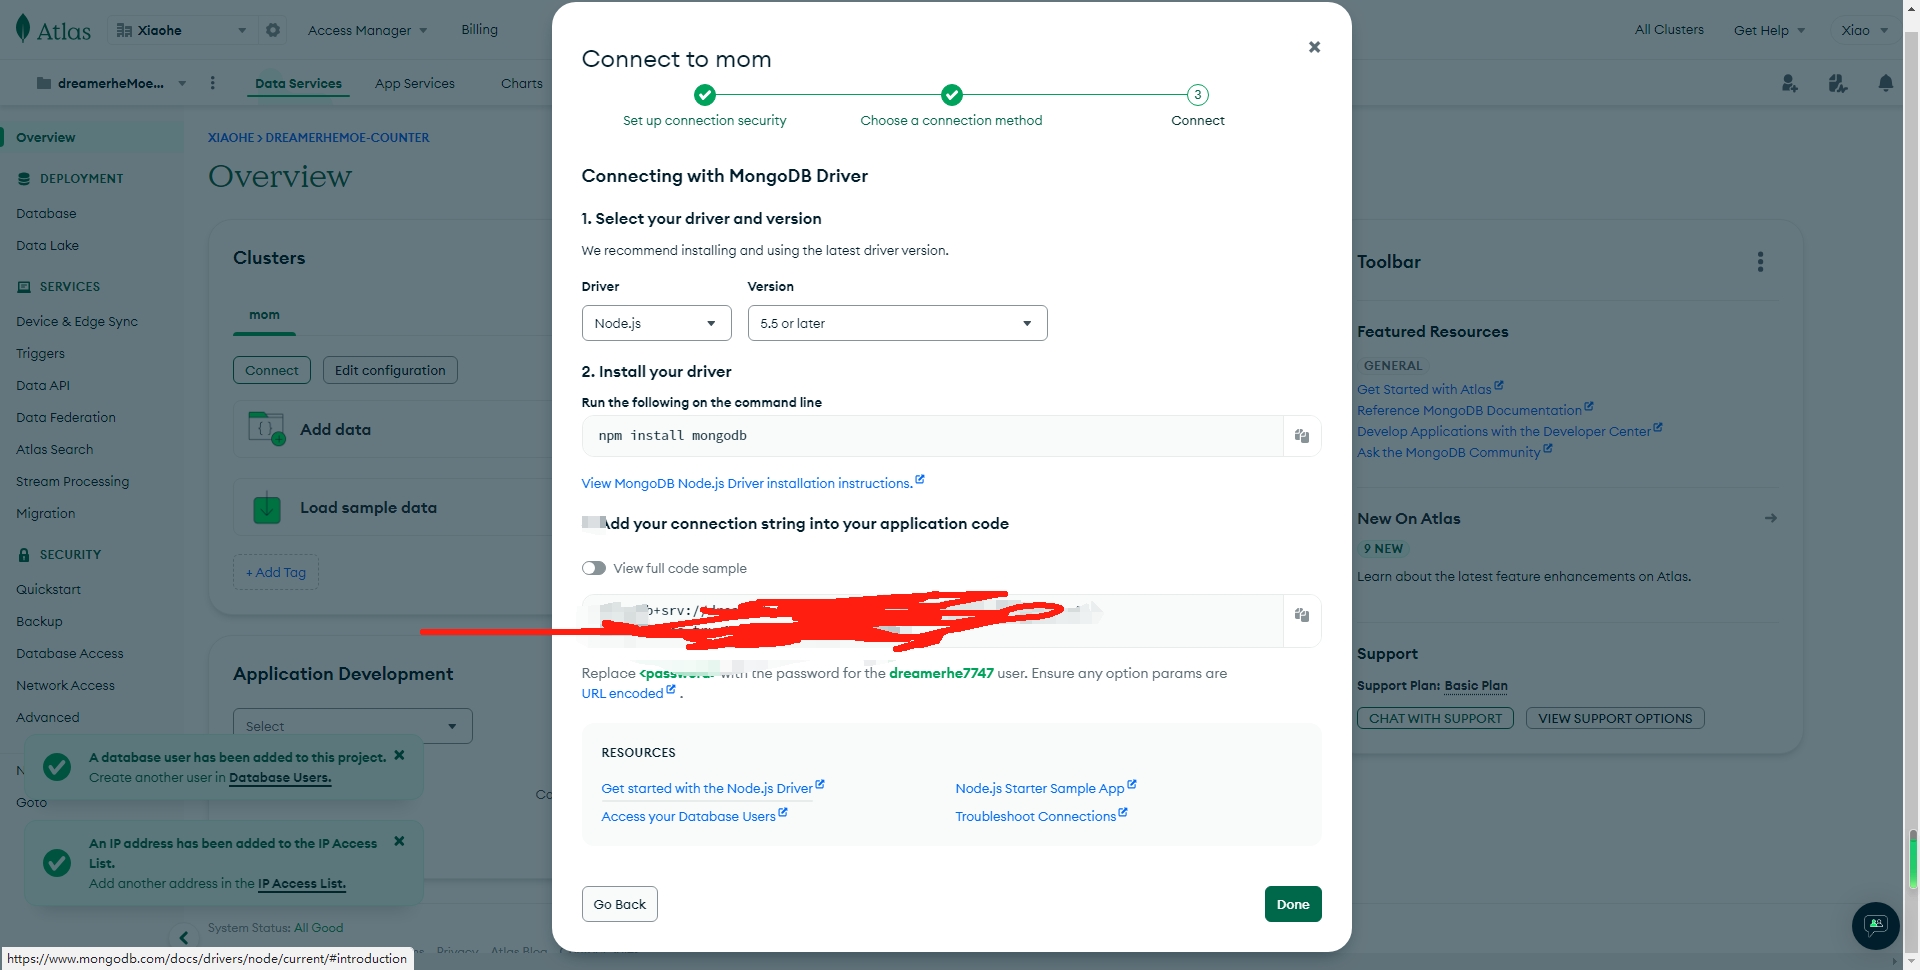 Atlas
Xiaohe
Access Manager
Billing
All Clusters
Get Help
Xiao
dreamerheMoe...
Data Services
App Services
Charts
Overview
DEPLOYMENT
Database
Data Lake
SERVICES
Device & Edge Sync
Triggers
Data API
Data Federation
Atlas Search
Stream Processing
Migration
SECURITY
Quickstart
Backup
Database Access
Network Access
Advanced
Goto
XIAOHE > DREAMERHEMOE-COUNTER
Overview
Clusters
mom
Connect
Edit configuration
Add data
Load sample data
+ Add Tag
Application Development
Select
A database user has been added to this project.
Create another user in Database Users.
An IP address has been added to the IP Access
List.
Add another address in the IP Access List.
System Status: All Good
Privacy
Atlas Blog
https://www.mongodb.com/docs/drivers/node/current/#introduction
Connect to mom
Set up connection security
Choose a connection method
3
Connect
Connecting with MongoDB Driver
1. Select your driver and version
We recommend installing and using the latest driver version.
Driver
Version
Node.js
5.5 or later
2. Install your driver
Run the following on the command line
npm install mongodb
View MongoDB Node.js Driver installation instructions.
Add your connection string into your application code
View full code sample
b+srv:/
Replace <password> with the password for the dreamerhe7747 user. Ensure any option params are
URL encoded .
RESOURCES
Get started with the Node.js Driver
Node.js Starter Sample App
Access your Database Users
Troubleshoot Connections
Go Back
Done
Toolbar
Featured Resources
GENERAL
Get Started with Atlas
Reference MongoDB Documentation
Develop Applications with the Developer Center
Ask the MongoDB Community
New On Atlas
9 NEW
Learn about the latest feature enhancements on Atlas.
Support
Support Plan: Basic Plan
CHAT WITH SUPPORT
VIEW SUPPORT OPTIONS